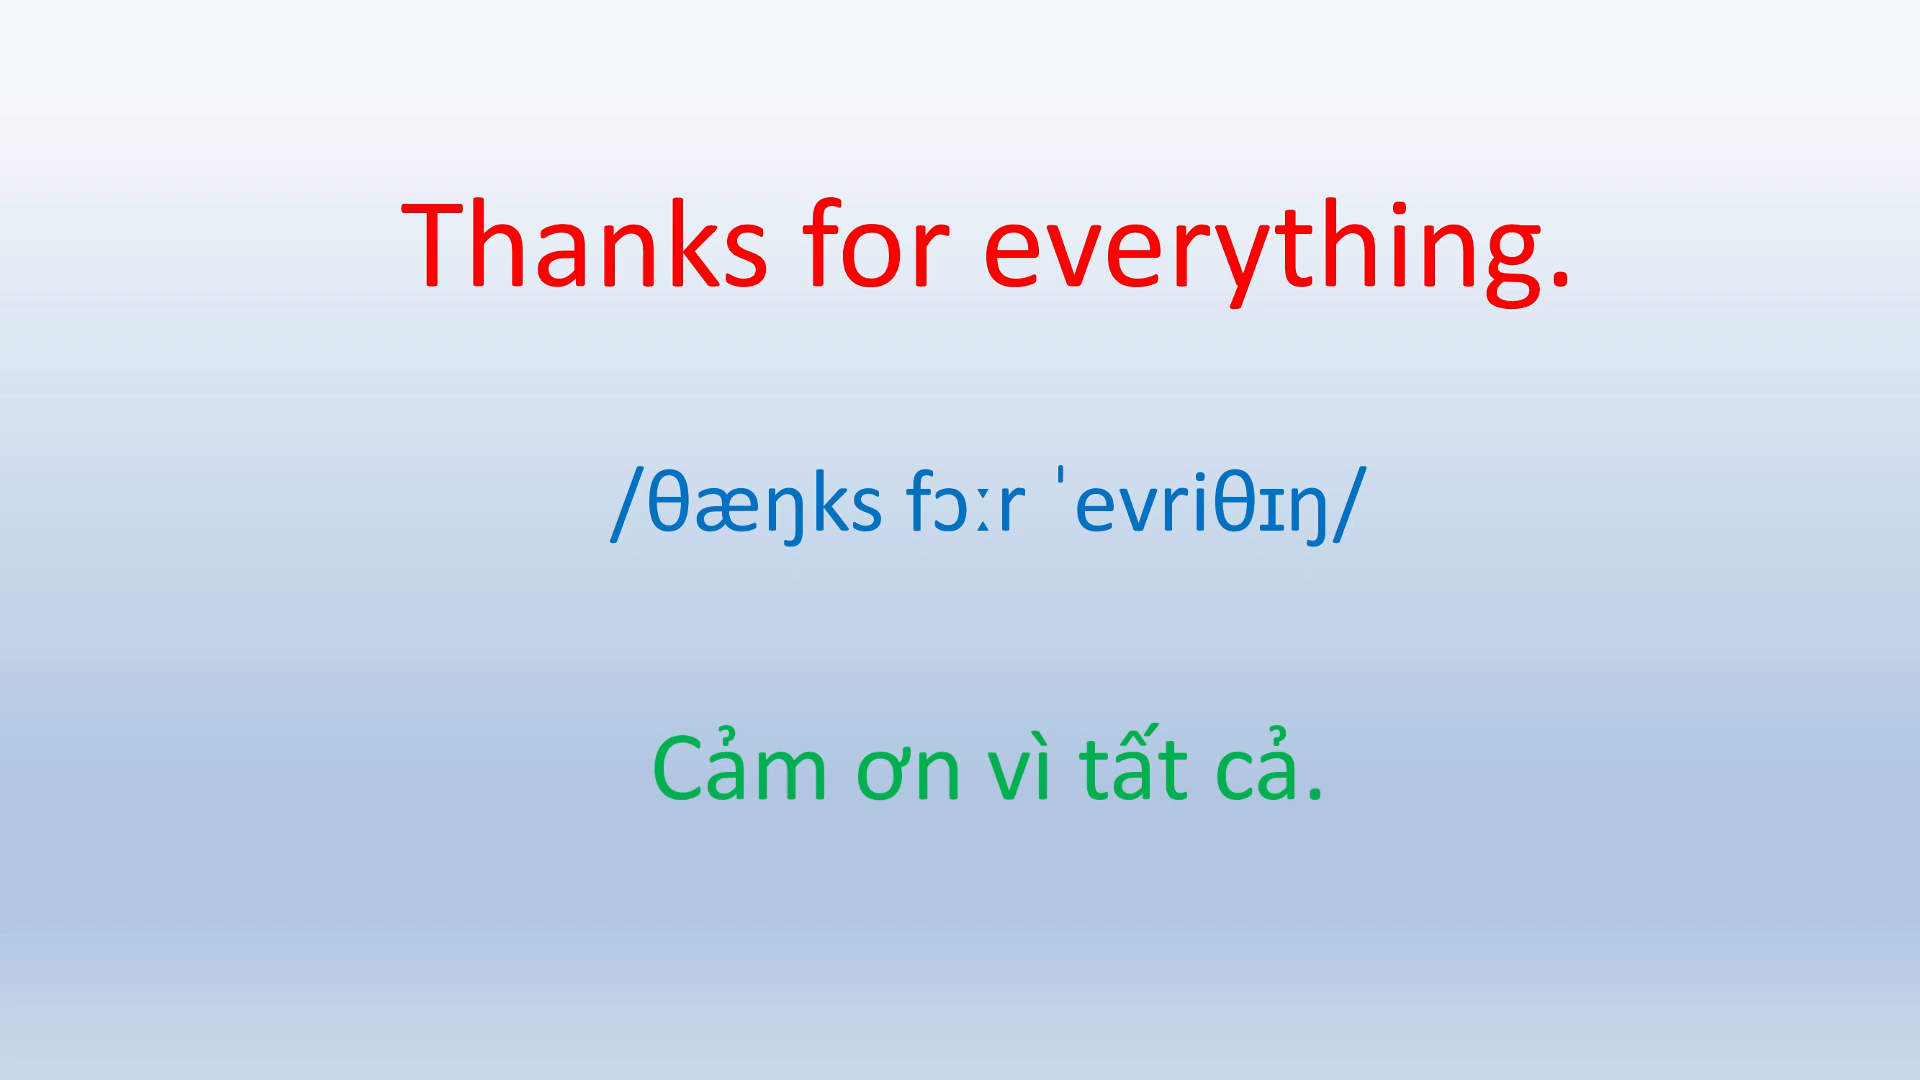 Thanks for everything.
/θæŋks fɔːr ˈevriθɪŋ/
Cảm ơn vì tất cả.